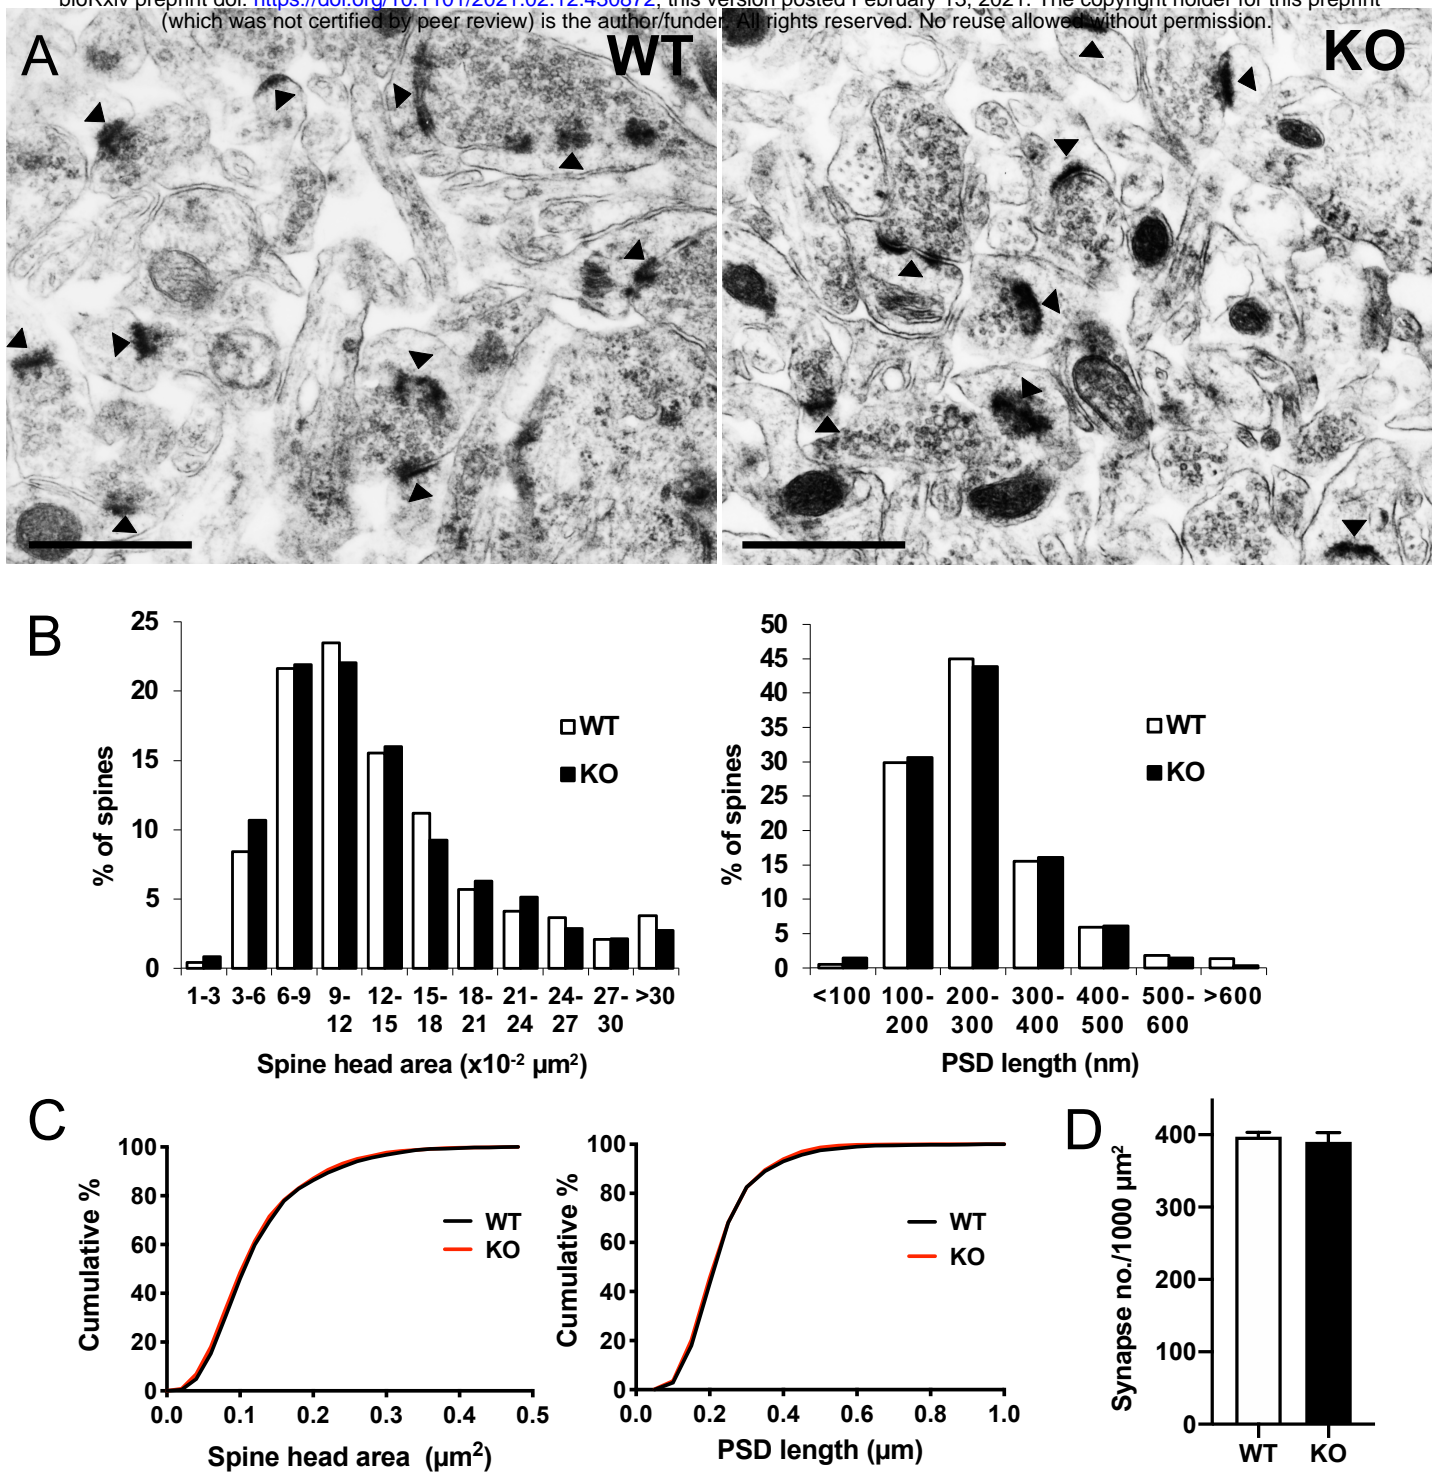 bioRxiv preprint doi: https://doi.org/10.1101/2021.02.12.430872; this version posted February 13, 2021. The copyright holder for this preprint
(which was not certified by peer review) is the author/funder. All rights reserved. No reuse allowed without permission.
A
WT
KO
B
25
20
15
10
5
0
% of spines
WT
KO
1-3 3-6 6-9 9-12 12-15 15-18 18-21 21-24 24-27 27-30 >30
Spine head area (x10-2 µm²)
50
45
40
35
30
25
20
15
10
5
0
% of spines
WT
KO
<100 100-200 200-300 300-400 400-500 500-600 >600
PSD length (nm)
C
100
80
60
40
20
0
Cumulative %
WT
KO
0.0 0.1 0.2 0.3 0.4 0.5
Spine head area (µm²)
100
80
60
40
20
0
Cumulative %
WT
KO
0.0 0.2 0.4 0.6 0.8 1.0
PSD length (µm)
D
400
300
200
100
0
Synapse no./1000 µm²
WT KO